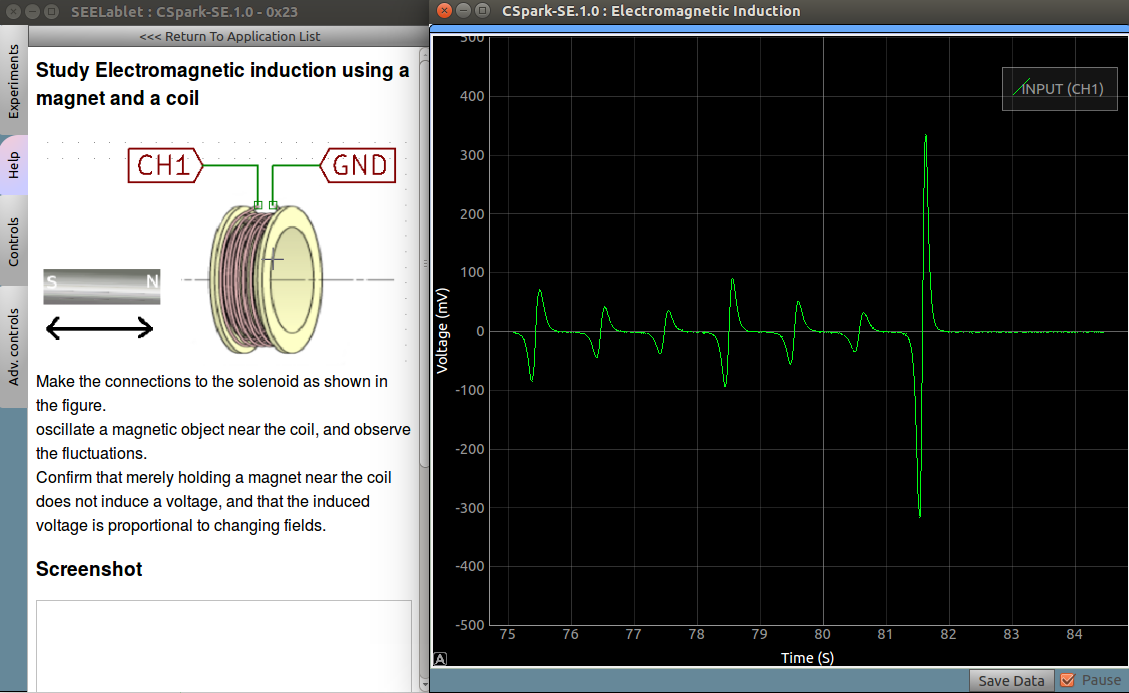 SEELablet : CSpark-SE.1.0 - 0x23
<<< Return To Application List
Experiments
Help
Controls
Adv. controls
Study Electromagnetic induction using a
magnet and a coil
CH1
GND
S
N
Make the connections to the solenoid as shown in
the figure.
oscillate a magnetic object near the coil, and observe
the fluctuations.
Confirm that merely holding a magnet near the coil
does not induce a voltage, and that the induced
voltage is proportional to changing fields.
Screenshot
CSpark-SE.1.0 : Electromagnetic Induction
INPUT (CH1)
Voltage (mV)
500
400
300
200
100
0
-100
-200
-300
-400
-500
75 76 77 78 79 80 81 82 83 84
Time (S)
A
Save Data
Pause